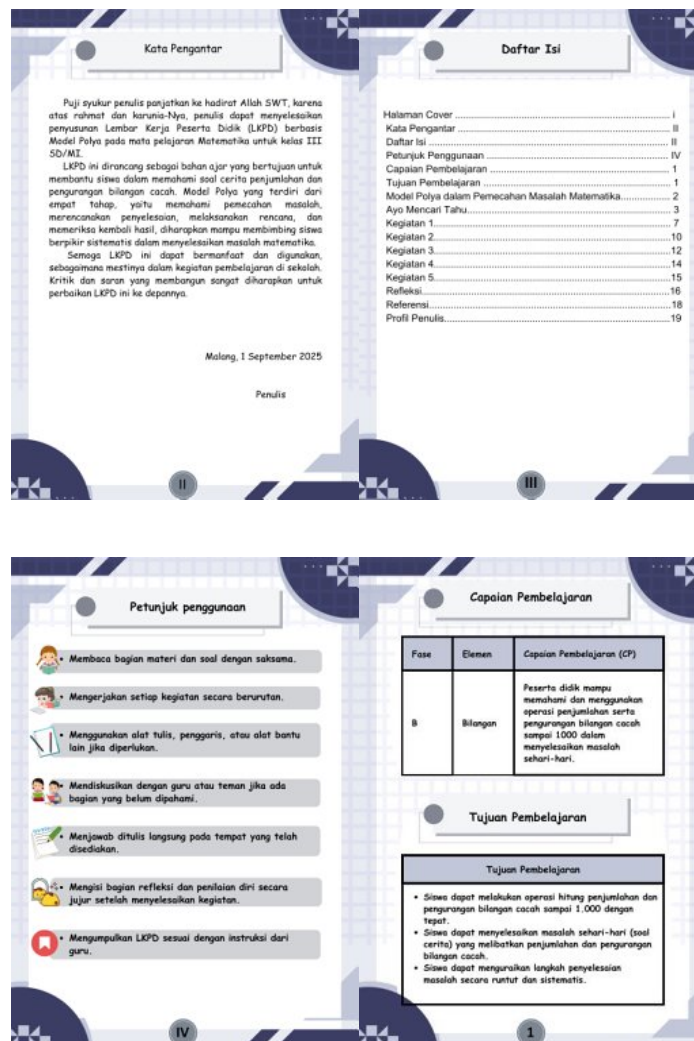 Kata Pengantar
Puji syukur penulis panjatkan ke hadirat Allah SWT, karena
atas rahmat dan karunia-Nya, penulis dapat menyelesaikan
penyusunan Lembar Kerja Peserta Didik (LKPD) berbasis
Model Polya pada mata pelajaran Matematika untuk kelas III
SD/MI.
LKPD ini dirancang sebagai bahan ajar yang bertujuan untuk
membantu siswa dalam memahami soal cerita penjumlahan dan
pengurangan bilangan cacah. Model Polya yang terdiri dari
empat tahap, yaitu memahami pemecahan masalah,
merencanakan penyelesaian, melaksanakan rencana, dan
memeriksa kembali hasil, diharapkan mampu membimbing siswa
berpikir sistematis dalam menyelesaikan masalah matematika.
Semoga LKPD ini dapat bermanfaat dan digunakan,
sebagaimana mestinya dalam kegiatan pembelajaran di sekolah.
Kritik dan saran yang membangun sangat diharapkan untuk
perbaikan LKPD ini ke depannya.
Malang, 1 September 2025
Penulis
II
Daftar Isi
Halaman Cover ........ i
Kata Pengantar ........ II
Daftar Isi ........ II
Petunjuk Penggunaan ........ IV
Capaian Pembelajaran ........ 1
Tujuan Pembelajaran ........ 1
Model Polya dalam Pemecahan Masalah Matematika........ 2
Ayo Mencari Tahu........ 3
Kegiatan 1........ 7
Kegiatan 2........10
Kegiatan 3........12
Kegiatan 4........14
Kegiatan 5........15
Refleksi........16
Referensi........18
Profil Penulis........19
III
Petunjuk penggunaan
• Membaca bagian materi dan soal dengan saksama.
• Mengerjakan setiap kegiatan secara berurutan.
• Menggunakan alat tulis, penggaris, atau alat bantu
lain jika diperlukan.
• Mendiskusikan dengan guru atau teman jika ada
bagian yang belum dipahami.
• Menjawab ditulis langsung pada tempat yang telah
disediakan.
• Mengisi bagian refleksi dan penilaian diri secara
jujur setelah menyelesaikan kegiatan.
• Mengumpulkan LKPD sesuai dengan instruksi dari
guru.
IV
Capaian Pembelajaran
Fase Elemen Capaian Pembelajaran (CP)
B Bilangan
Peserta didik mampu
memahami dan menggunakan
operasi penjumlahan serta
pengurangan bilangan cacah
sampai 1000 dalam
menyelesaikan masalah
sehari-hari.
Tujuan Pembelajaran
Tujuan Pembelajaran
• Siswa dapat melakukan operasi hitung penjumlahan dan
pengurangan bilangan cacah sampai 1.000 dengan
tepat.
• Siswa dapat menyelesaikan masalah sehari-hari (soal
cerita) yang melibatkan penjumlahan dan pengurangan
bilangan cacah.
• Siswa dapat menguraikan langkah penyelesaian
masalah secara runtut dan sistematis.
1